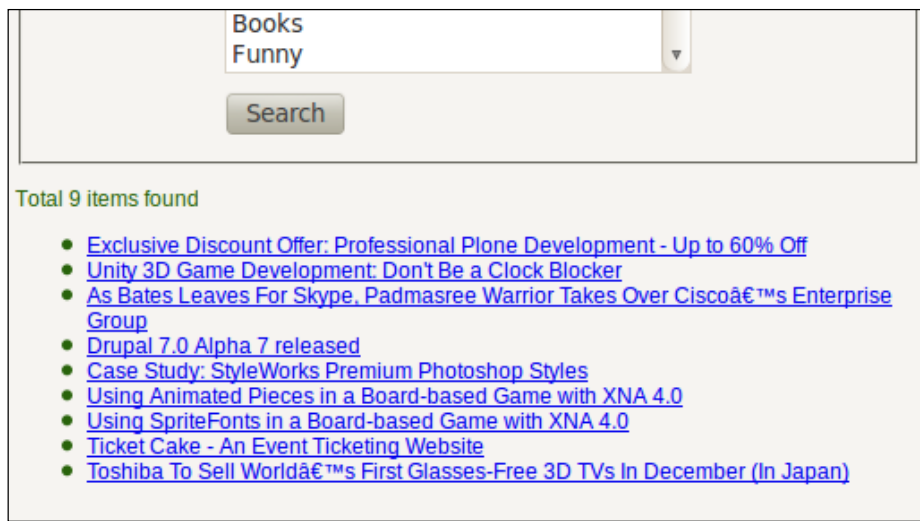 Books
Funny
Search
Total 9 items found
Exclusive Discount Offer: Professional Plone Development - Up to 60% Off
Unity 3D Game Development: Don't Be a Clock Blocker
As Bates Leaves For Skype, Padmasree Warrior Takes Over Ciscoâ€™s Enterprise
Group
Drupal 7.0 Alpha 7 released
Case Study: StyleWorks Premium Photoshop Styles
Using Animated Pieces in a Board-based Game with XNA 4.0
Using SpriteFonts in a Board-based Game with XNA 4.0
Ticket Cake - An Event Ticketing Website
Toshiba To Sell Worldâ€™s First Glasses-Free 3D TVs In December (In Japan)